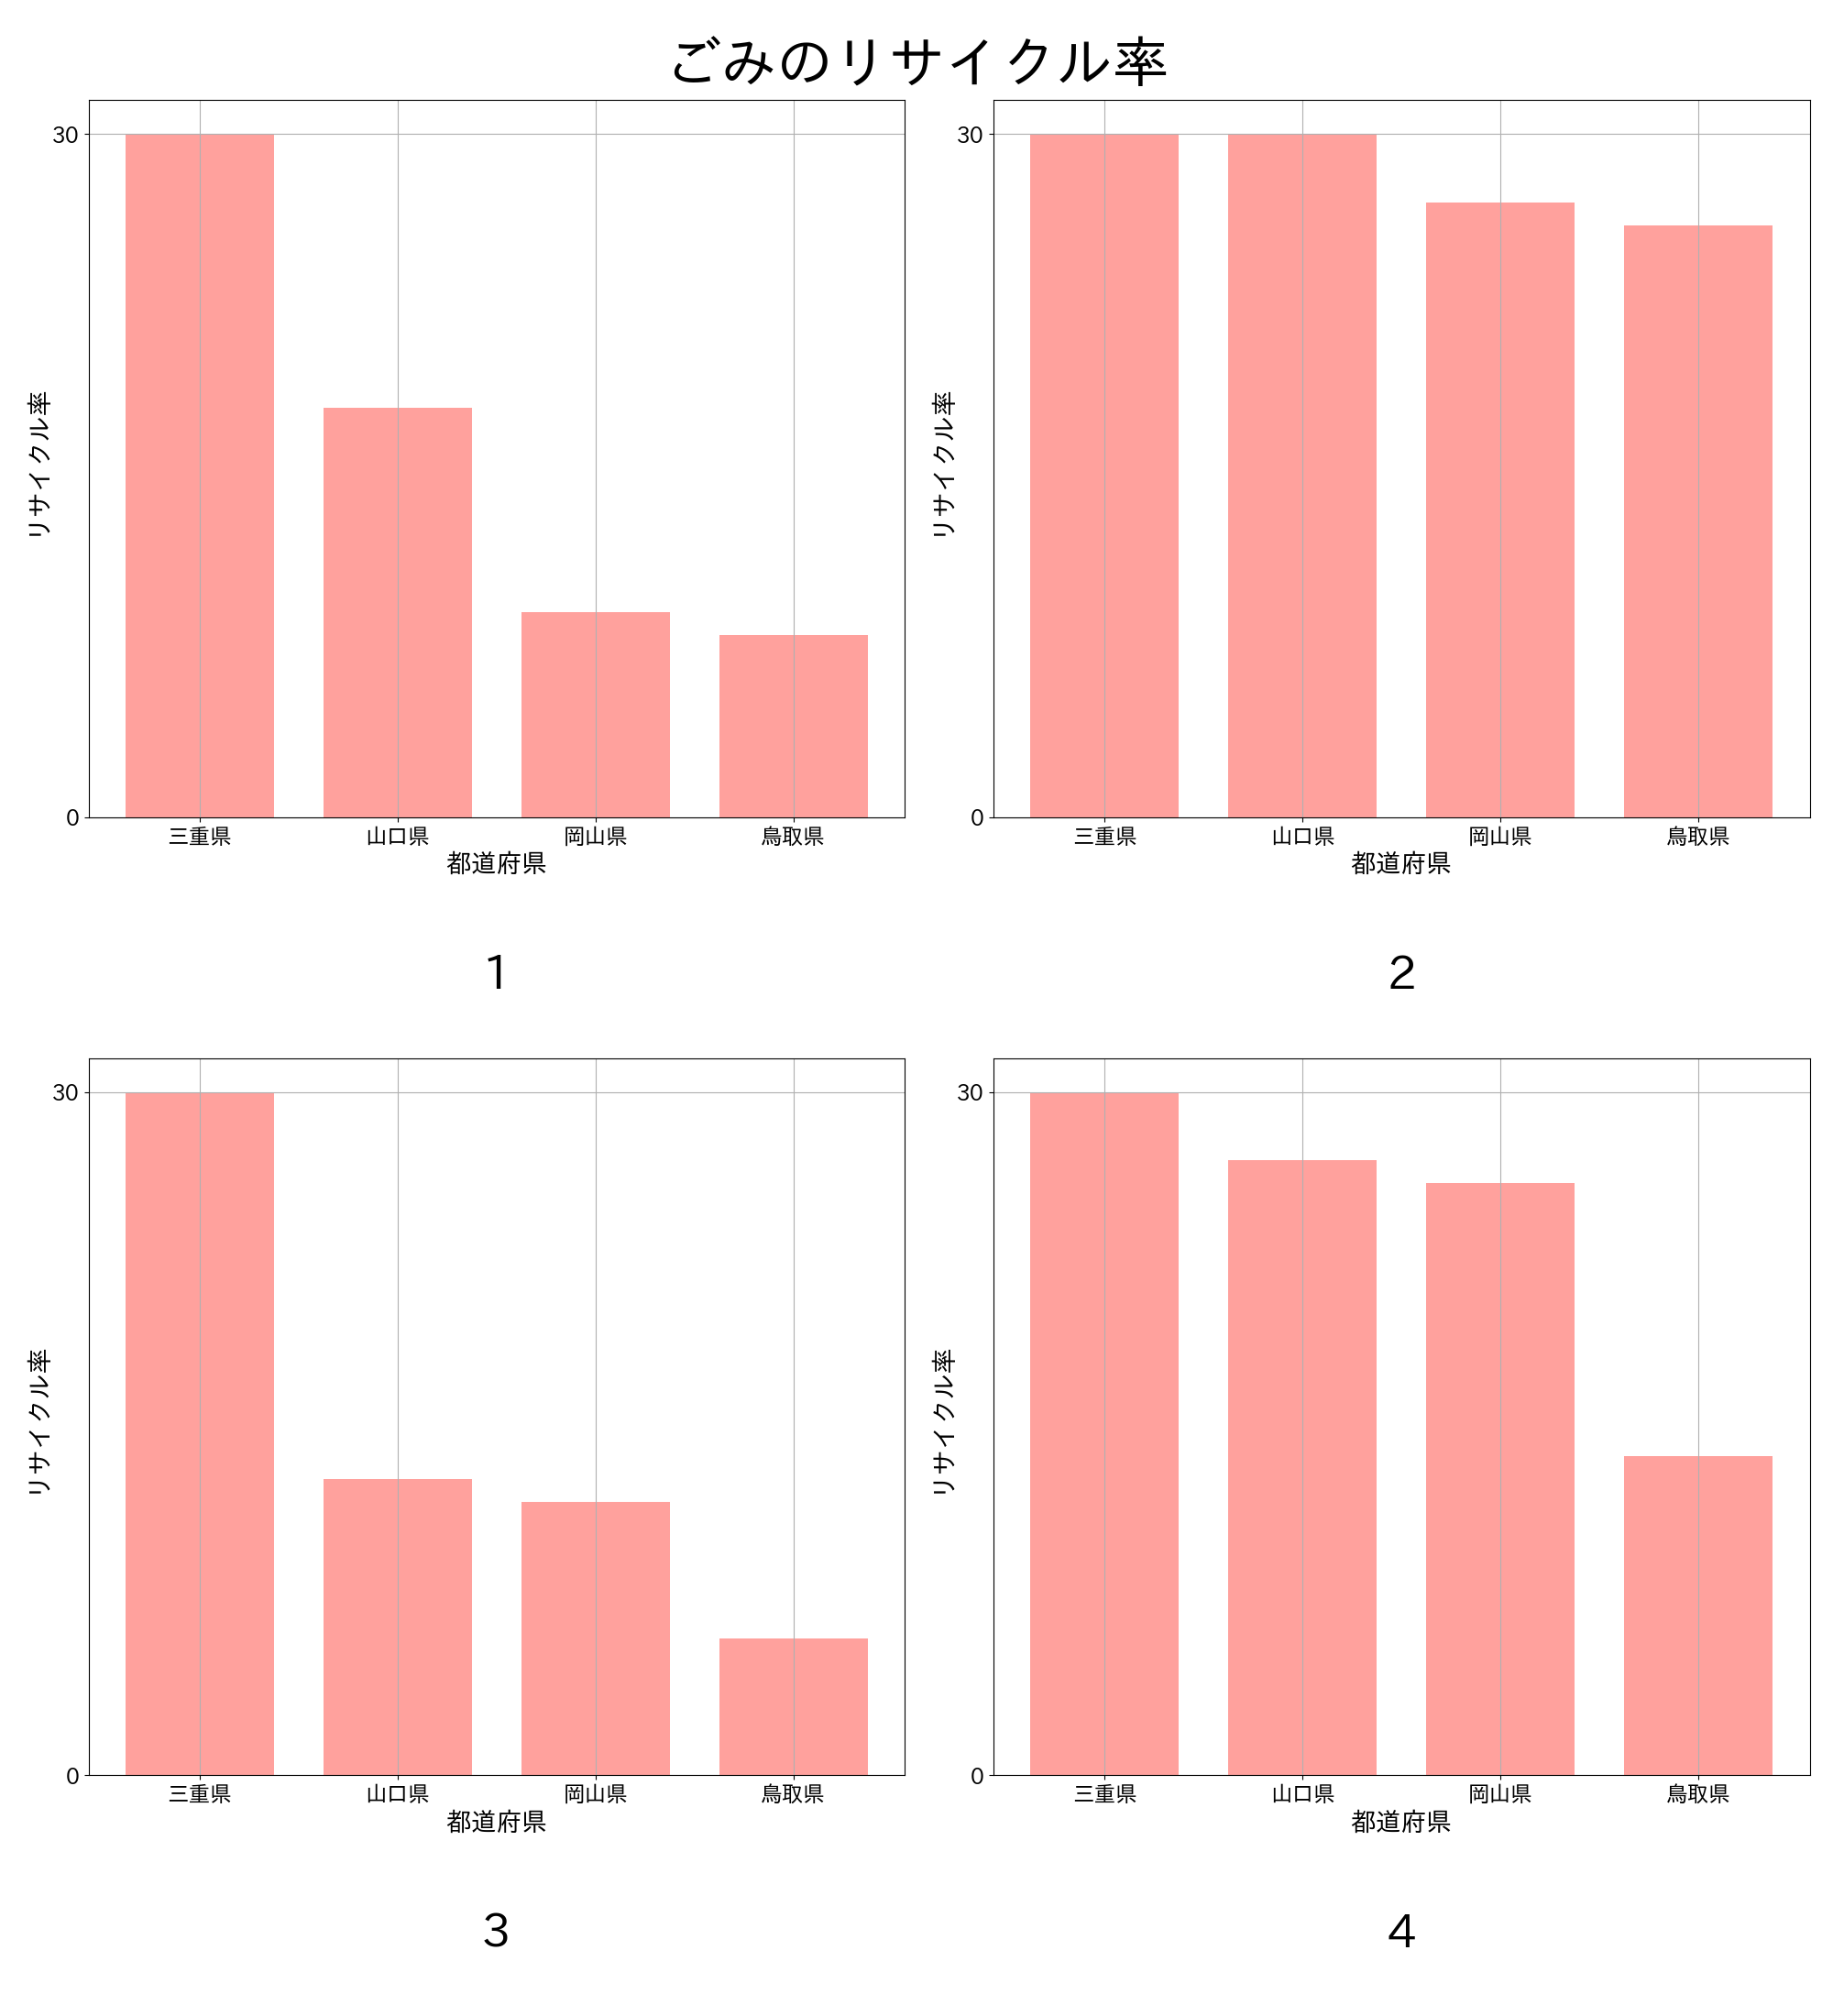 ごみのリサイクル率
30
0
リサイクル率
三重県 山口県 岡山県 鳥取県
都道府県
1
30
0
リサイクル率
三重県 山口県 岡山県 鳥取県
都道府県
2
30
0
リサイクル率
三重県 山口県 岡山県 鳥取県
都道府県
3
30
0
リサイクル率
三重県 山口県 岡山県 鳥取県
都道府県
4